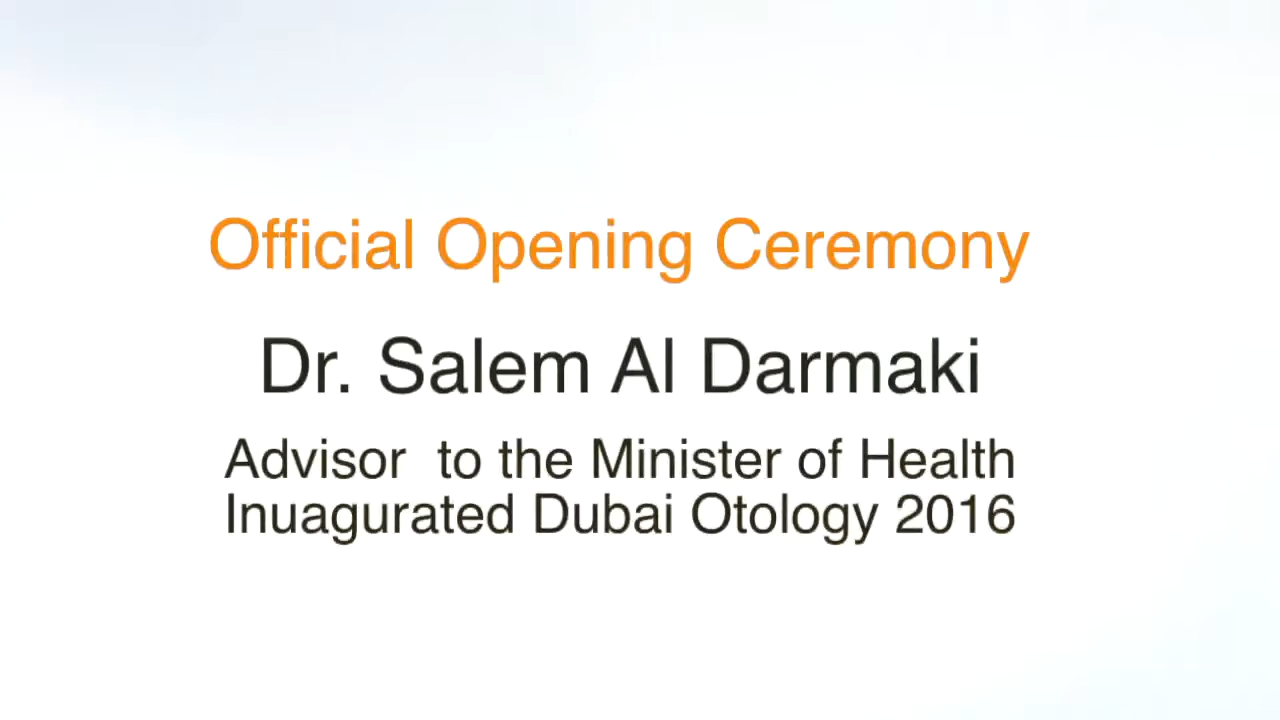 Official Opening Ceremony
Dr. Salem Al Darmaki
Advisor  to the Minister of Health
Inuagurated Dubai Otology 2016